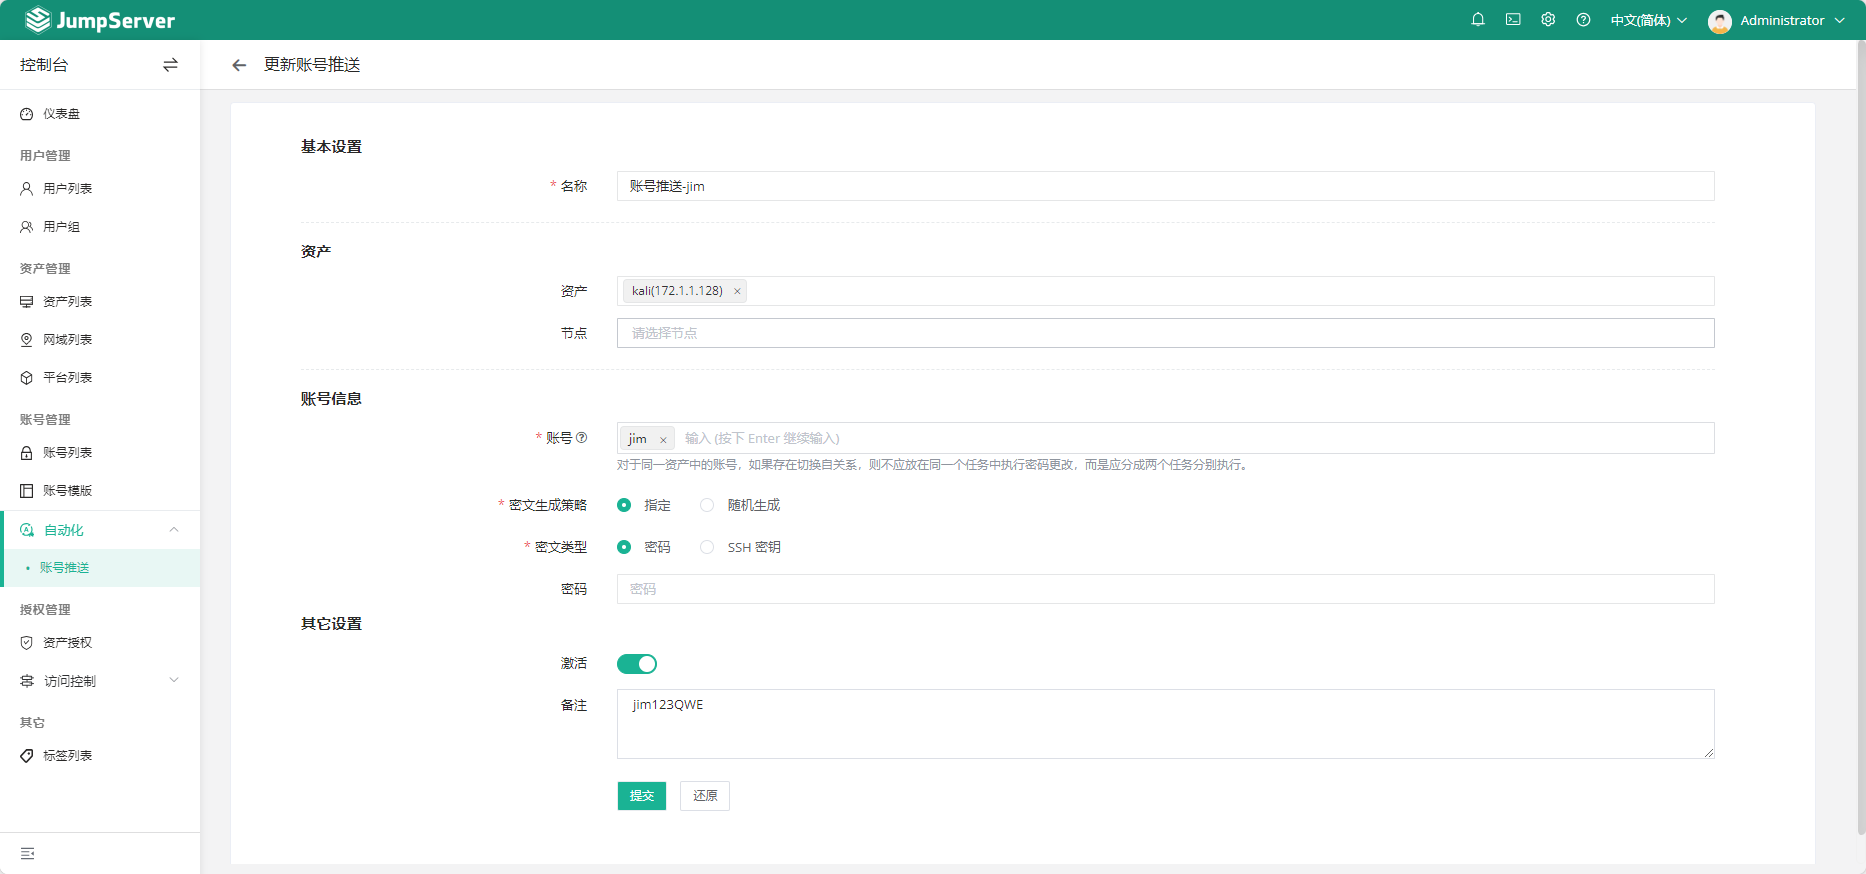 JumpServer
中文(简体)
Administrator
控制台
更新账号推送
仪表盘
用户管理
用户列表
用户组
资产管理
资产列表
网域列表
平台列表
账号管理
账号列表
账号模版
自动化
账号推送
授权管理
资产授权
访问控制
其它
标签列表
基本设置
* 名称
账号推送-jim
资产
资产
kali(172.1.1.128) ×
节点
请选择节点
账号信息
* 账号
jim × 输入 (按下 Enter 继续输入)
对于同一资产中的账号，如果存在切换自关系，则不应放在同一个任务中执行密码更改，而是应分成两个任务分别执行。
* 密文生成策略
指定 随机生成
* 密文类型
密码 SSH 密钥
密码
密码
其它设置
激活
备注
jim123QWE
提交 还原